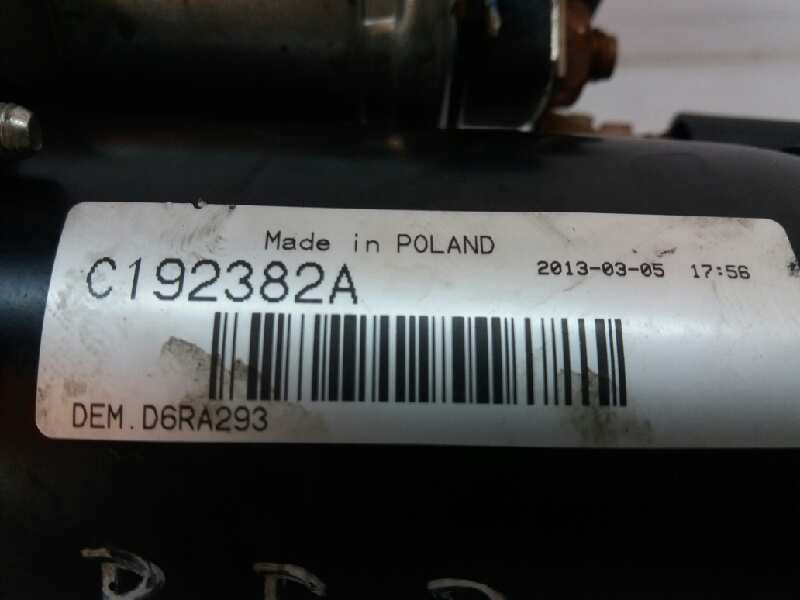 Made in POLAND
C192382A
2013-03-05 17:56
DEM.D6RA293